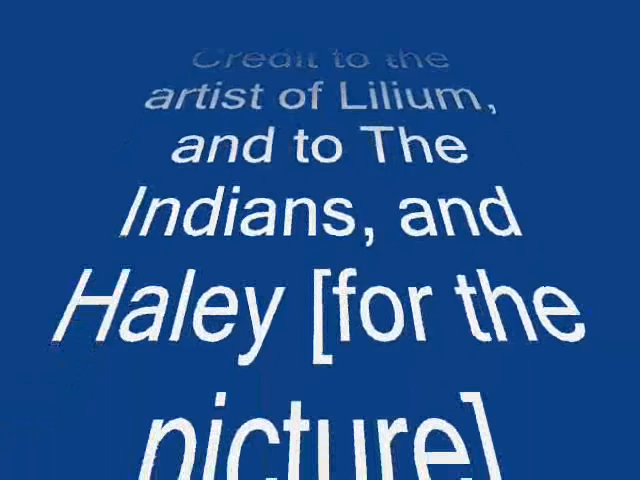 Credit to the
artist of Lilium,
and to The
Indians, and
Haley [for the
picture]